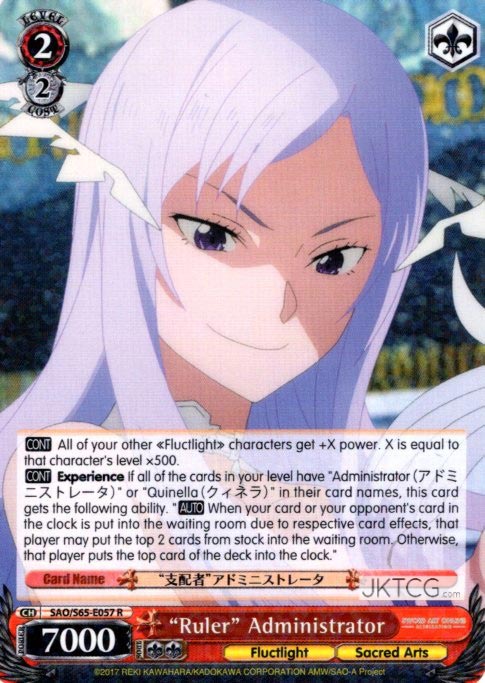 LEVEL
2
2
COST
CONT All of your other «Fluctlight» characters get +X power. X is equal to
that character's level ×500.
CONT Experience If all of the cards in your level have "Administrator (アドミ
ニストレータ)" or "Quinella (クィネラ)" in their card names, this card
gets the following ability. "AUTO When your card or your opponent's card in
the clock is put into the waiting room due to respective card effects, that
player may put the top 2 cards from stock into the waiting room. Otherwise,
that player puts the top card of the deck into the clock."
Card Name "支配者"アドミニストレータ
JKTCG.com
CH SAO/S65-E057 R
POWER 7000 SOUL "Ruler" Administrator
SWORD ART ONLINE
Fluctlight Sacred Arts
©2017 REKI KAWAHARA/KADOKAWA CORPORATION AMW/SAO-A Project